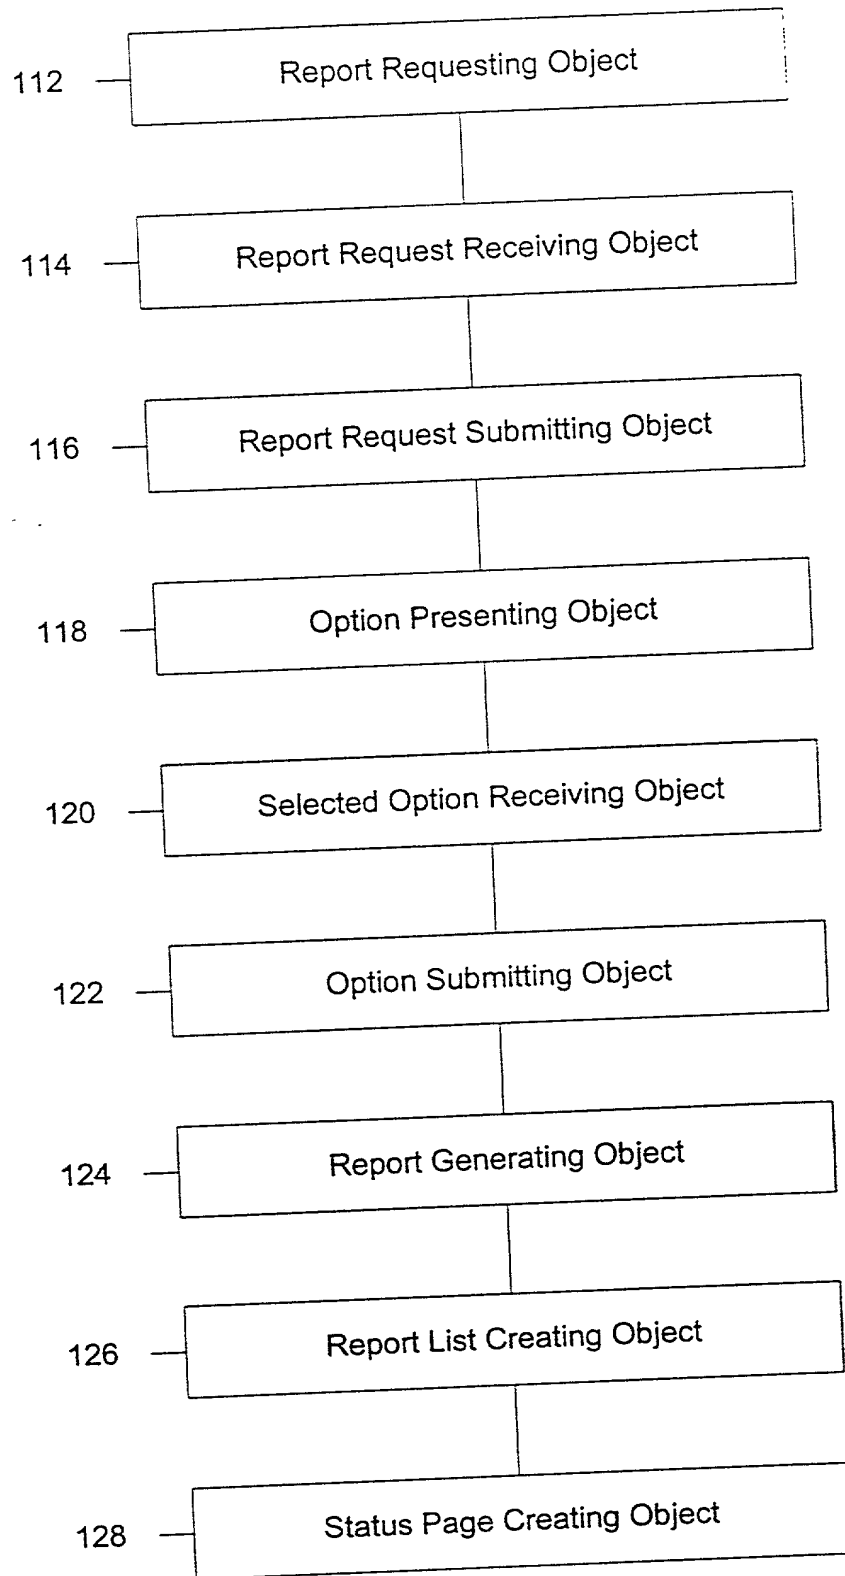 112 Report Requesting Object
114 Report Request Receiving Object
116 Report Request Submitting Object
118 Option Presenting Object
120 Selected Option Receiving Object
122 Option Submitting Object
124 Report Generating Object
126 Report List Creating Object
128 Status Page Creating Object